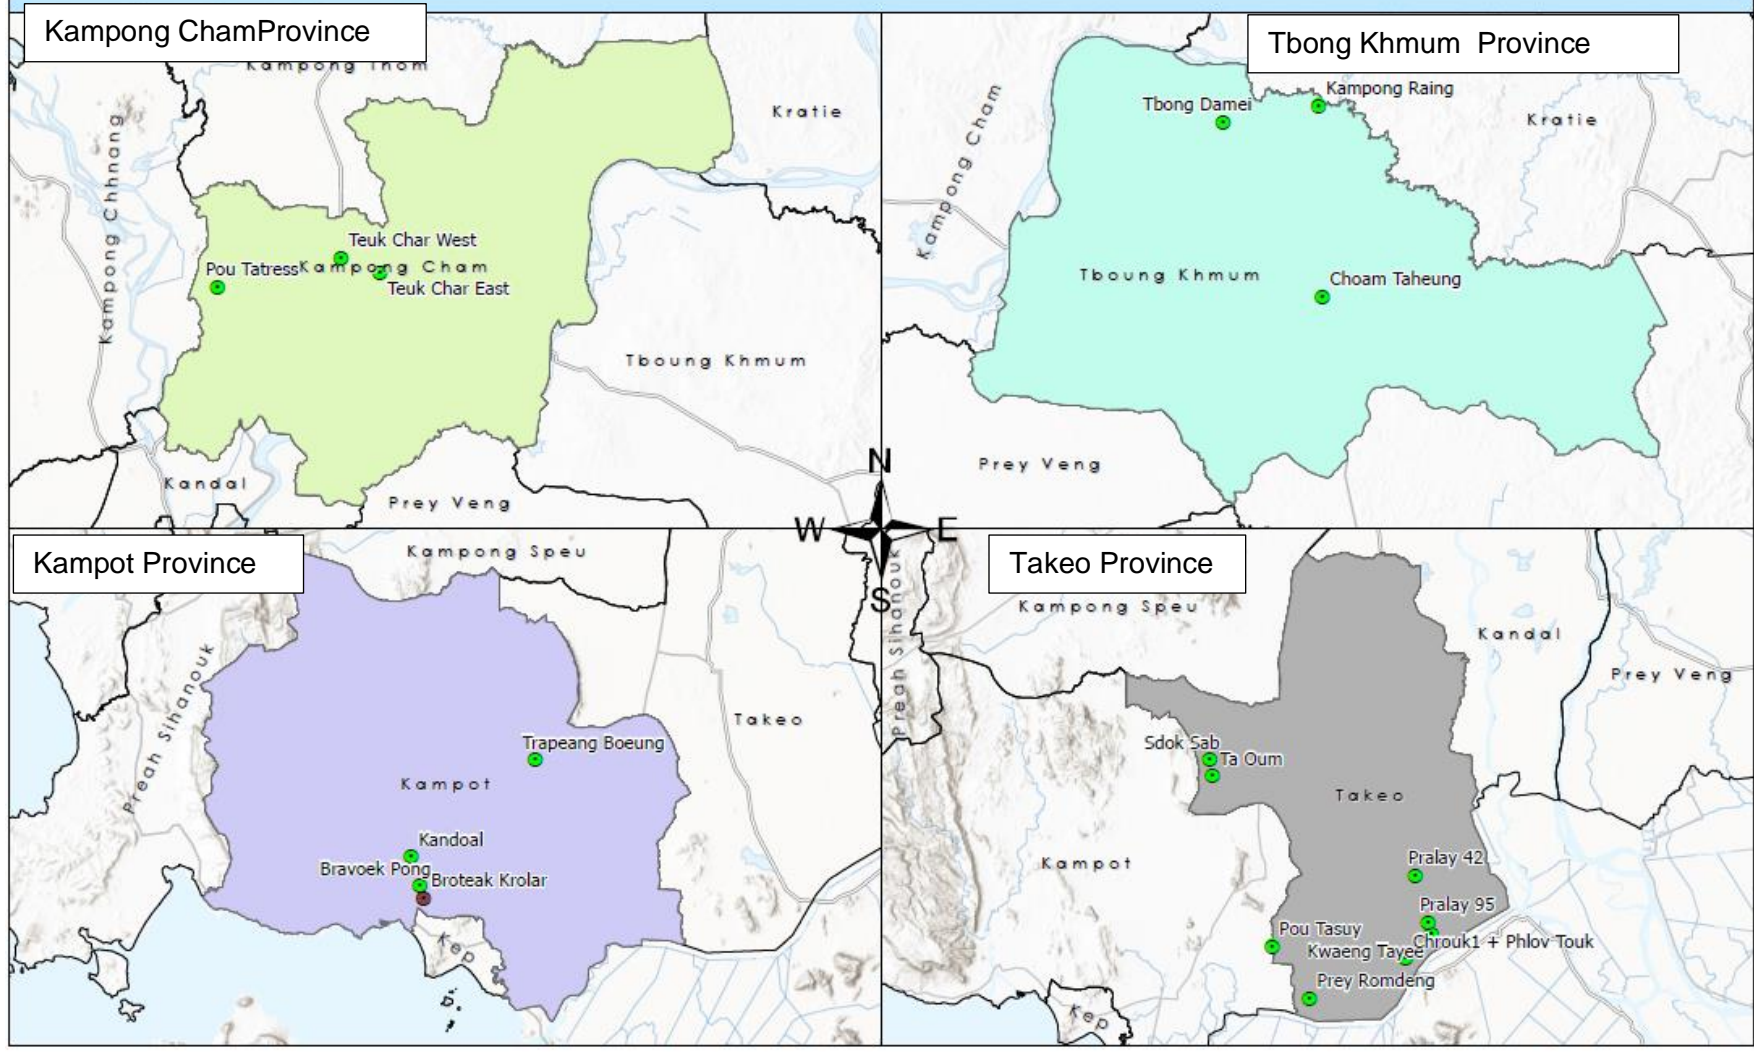 Kampong ChamProvince
Kampong Thom
Kratie
Kampong Chhnang
Teuk Char West
Pou Tatress
Kampong Cham
Teuk Char East
Tboung Khmum
Kandal
Prey Veng
Tbong Khmum Province
Kampong Raing
Tbong Damei
Kratie
Kampong Cham
Tboung Khmum
Choam Taheung
Prey Veng
N
W
E
S
Kampot Province
Kampong Speu
Preah Sihanouk
Takeo
Trapeang Boeung
Kampot
Kandoal
Bravoek Pong
Broteak Krolar
Kep
Takeo Province
Preah Sihanouk
Kampong Speu
Kandal
Prey Veng
Sdok Sab
Ta Oum
Takeo
Kampot
Pralay 42
Pralay 95
Pou Tasuy
Chrouk1 + Phlov Touk
Kwaeng Tayee
Prey Romdeng
Kep